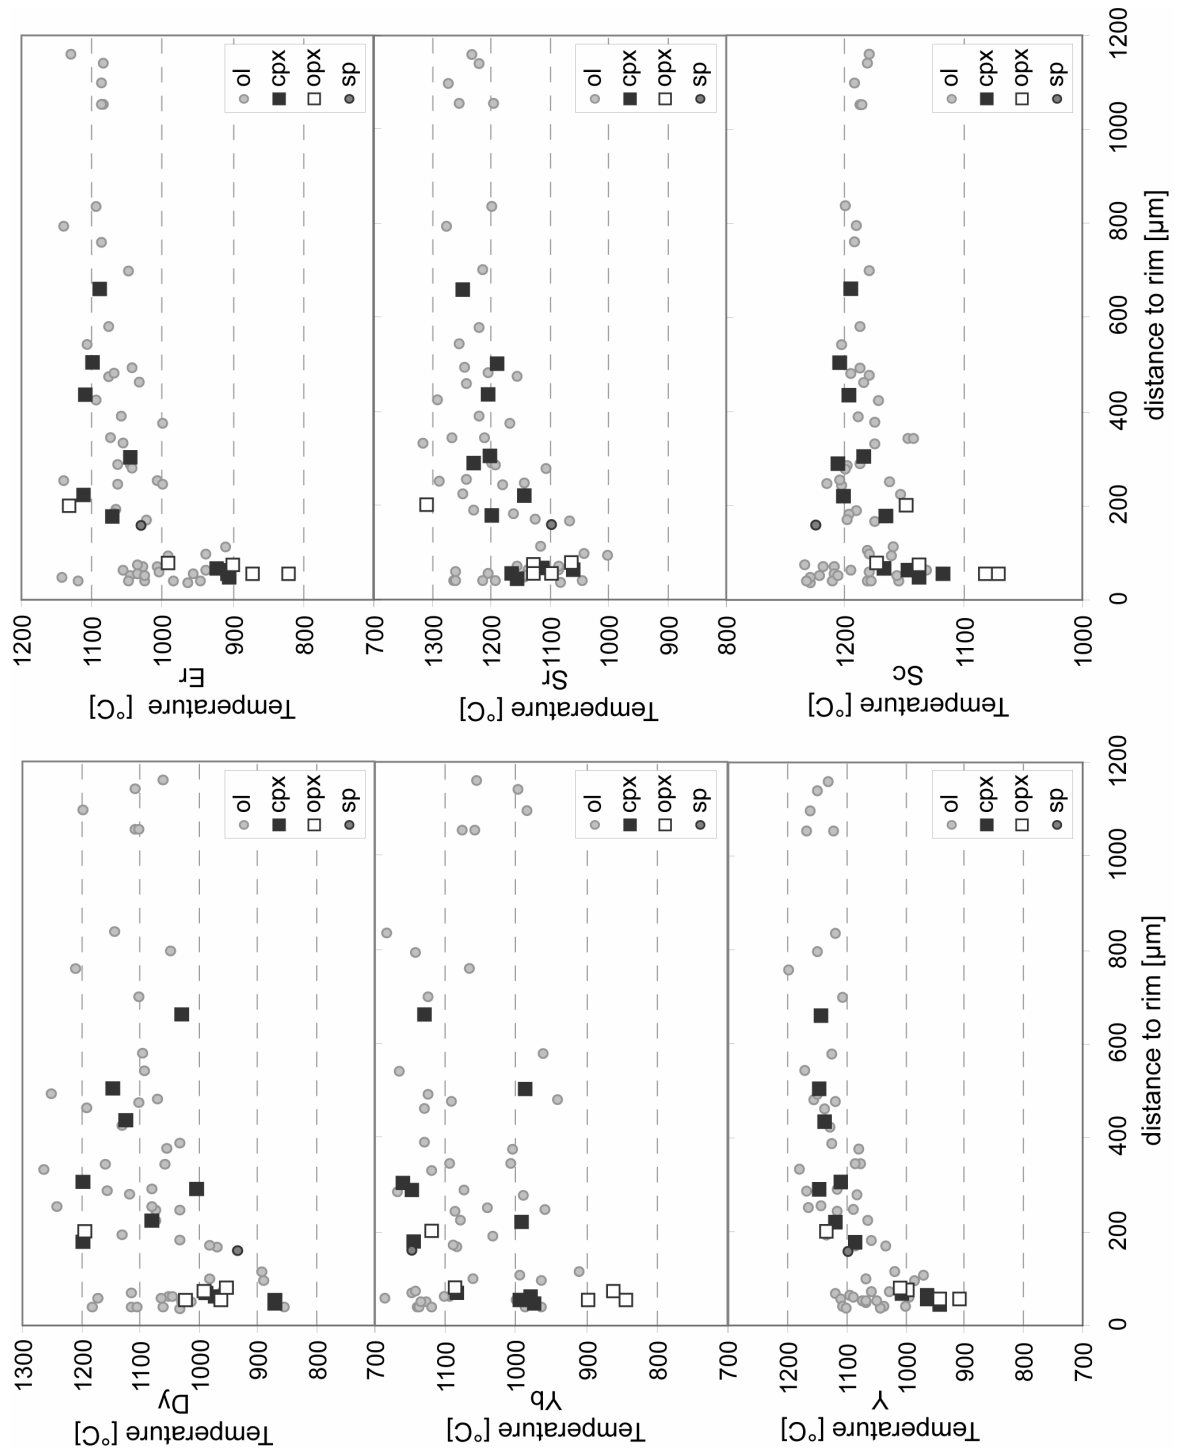 Temperature [°C]
Dy
1300
1200
1100
1000
900
800
700
ol
cpx
opx
sp
Temperature [°C]
Yb
1100
1000
900
800
700
ol
cpx
opx
sp
Temperature [°C]
Y
1200
1100
1000
900
800
700
ol
cpx
opx
sp
0 200 400 600 800 1000 1200
distance to rim [µm]
Temperature [°C]
Er
1200
1100
1000
900
800
700
ol
cpx
opx
sp
Temperature [°C]
Sr
1300
1200
1100
1000
900
800
ol
cpx
opx
sp
Temperature [°C]
Sc
1200
1100
1000
ol
cpx
opx
sp
0 200 400 600 800 1000 1200
distance to rim [µm]